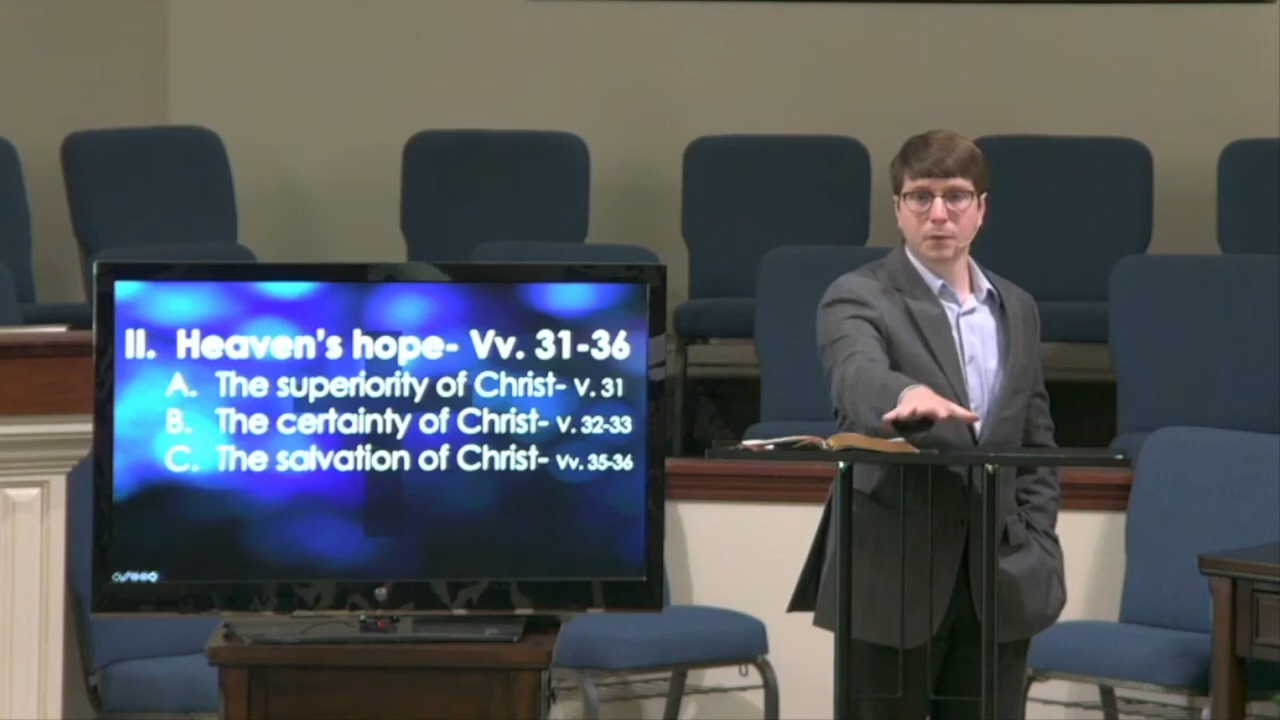 II. Heaven's hope- Vv. 31-36
A. The superiority of Christ- V. 31
B. The certainty of Christ- V. 32-33
C. The salvation of Christ- Vv. 35-36